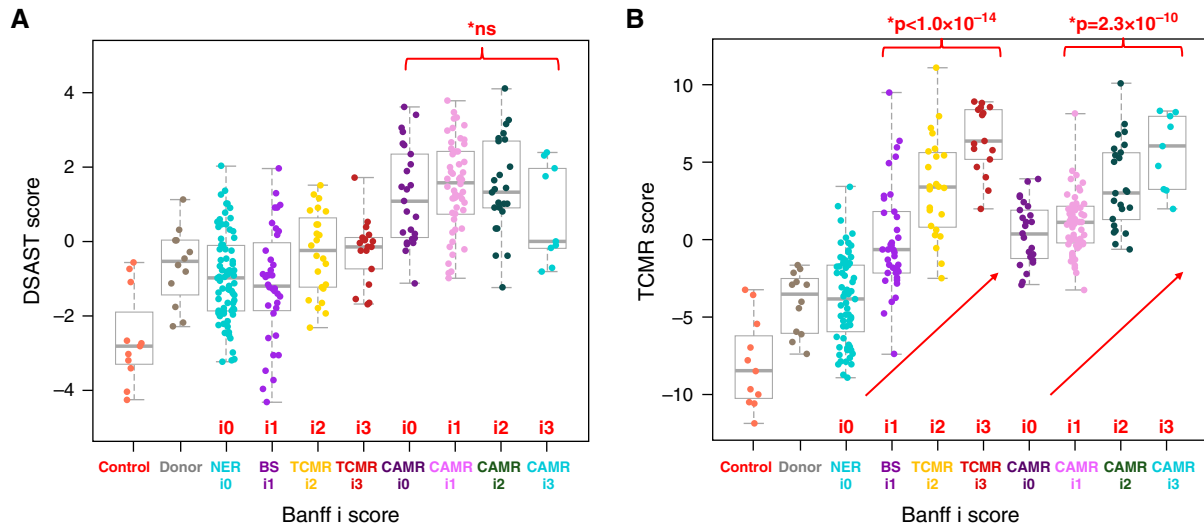 A
*ns
DSAST score
4
2
0
−2
−4
i0 i1 i2 i3 i0 i1 i2 i3
Control Donor NER BS TCMR TCMR CAMR CAMR CAMR CAMR
i0 i1 i2 i3 i0 i1 i2 i3
Banff i score
B
*p<1.0×10−14 *p=2.3×10−10
TCMR score
10
5
0
−5
−10
i0 i1 i2 i3 i0 i1 i2 i3
Control Donor NER BS TCMR TCMR CAMR CAMR CAMR CAMR
i0 i1 i2 i3 i0 i1 i2 i3
Banff i score